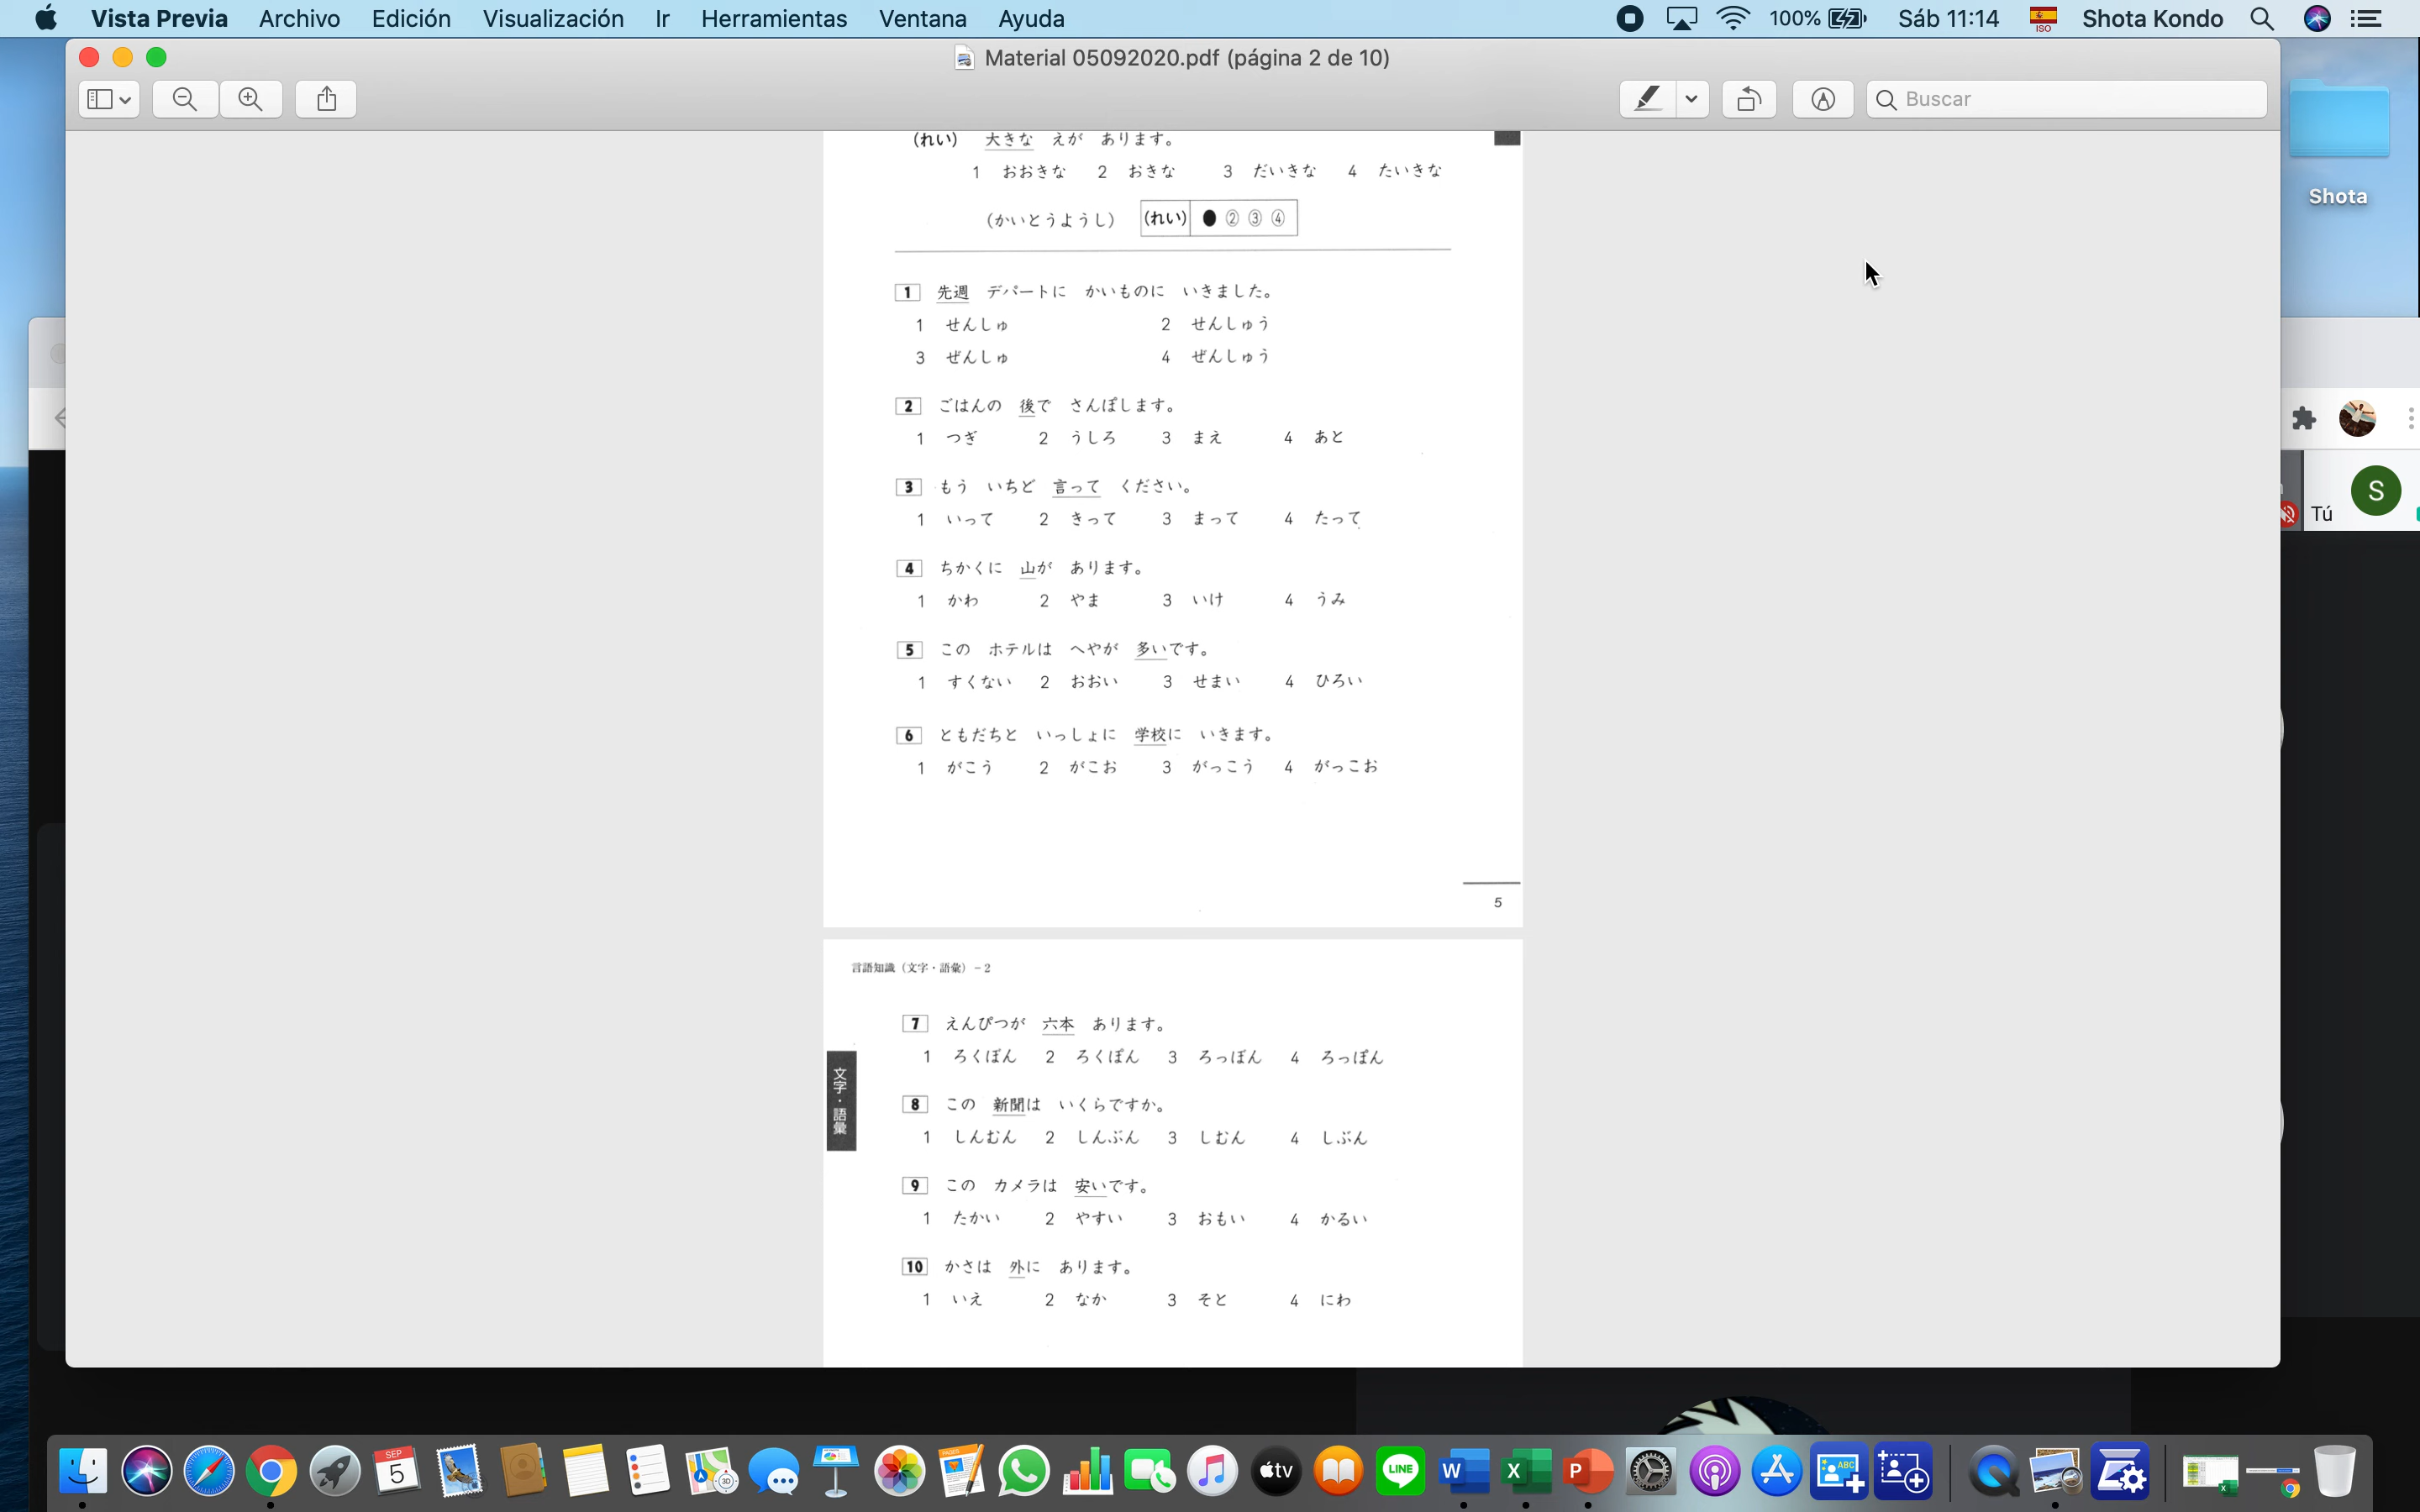 Vista Previa Archivo Edición Visualización Ir Herramientas Ventana Ayuda 100% Sáb 11:14 ISO Shota Kondo
Material 05092020.pdf (página 2 de 10)
Buscar
Shota
S
Tú
(れい) 大きな えが あります。
1 おおきな 2 おきな 3 だいきな 4 たいきな
(かいとうようし) (れい) ● ② ③ ④
1 先週 デパートに かいものに いきました。
1 せんしゅ 2 せんしゅう
3 ぜんしゅ 4 ぜんしゅう
2 ごはんの 後で さんぽします。
1 つぎ 2 うしろ 3 まえ 4 あと
3 もう いちど 言って ください。
1 いって 2 きって 3 まって 4 たって
4 ちかくに 山が あります。
1 かわ 2 やま 3 いけ 4 うみ
5 この ホテルは へやが 多いです。
1 すくない 2 おおい 3 せまい 4 ひろい
6 ともだちと いっしょに 学校に いきます。
1 がこう 2 がこお 3 がっこう 4 がっこお
5
言語知識（文字・語彙）－2
文字・語彙
7 えんぴつが 六本 あります。
1 ろくぼん 2 ろくぽん 3 ろっぼん 4 ろっぽん
8 この 新聞は いくらですか。
1 しんむん 2 しんぶん 3 しむん 4 しぶん
9 この カメラは 安いです。
1 たかい 2 やすい 3 おもい 4 かるい
10 かさは 外に あります。
1 いえ 2 なか 3 そと 4 にわ
SEP
5
PAGES
3D
tv
LINE
W
X
P
ABC